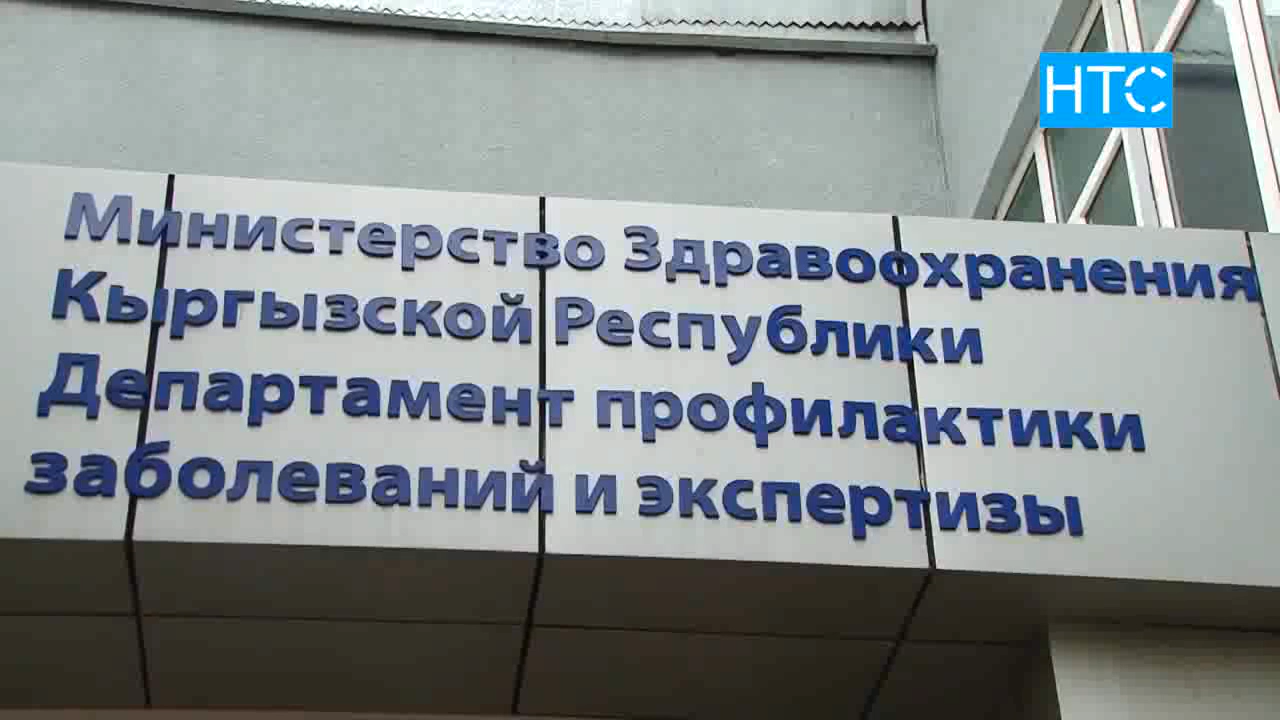 НТС
Министерство Здравоохранения
Кыргызской Республики
Департамент профилактики
заболеваний и экспертизы